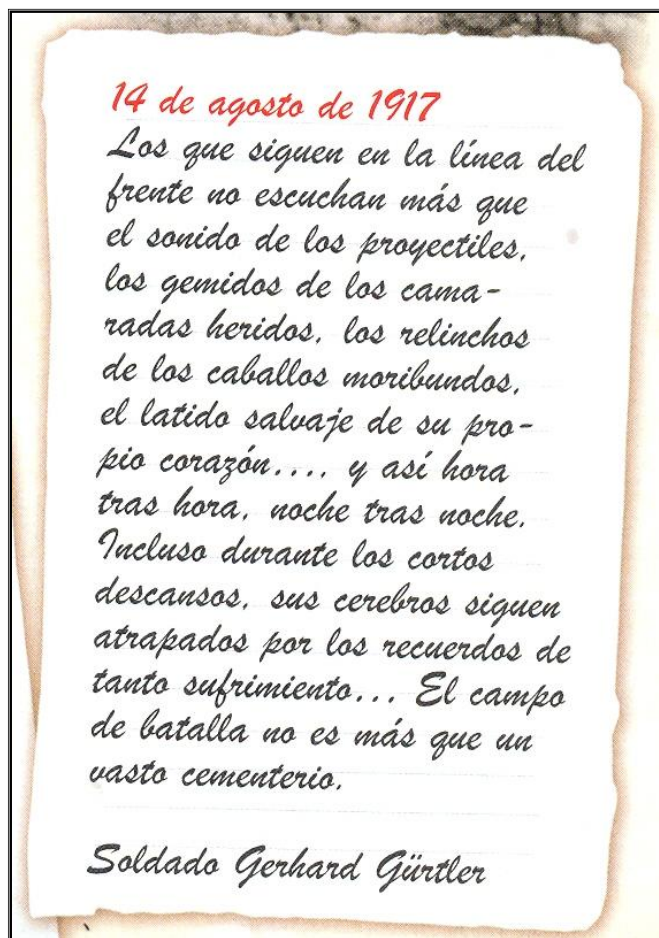 14 de agosto de 1917
Los que siguen en la línea del
frente no escuchan más que
el sonido de los proyectiles,
los gemidos de los cama-
radas heridos, los relinchos
de los caballos moribundos,
el latido salvaje de su pro-
pio corazón.... y así hora
tras hora, noche tras noche.
Incluso durante los cortos
descansos, sus cerebros siguen
atrapados por los recuerdos de
tanto sufrimiento... El campo
de batalla no es más que un
vasto cementerio.
Soldado Gerhard Gürtler